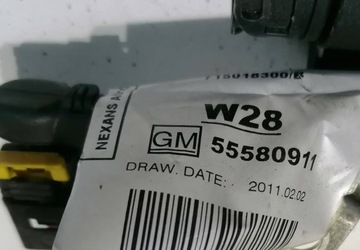 NEXANS
W28
GM 55580911
DRAW. DATE: 2011.02.02